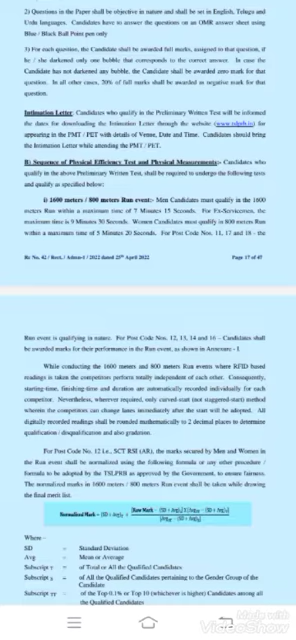 2) Questions in the Paper shall be objective in nature and shall be set in English, Telugu and
Urdu languages. Candidates have to answer the questions on an OMR answer sheet using
Blue / Black Ball Point pen only
3) For each question, the Candidate shall be awarded full marks, assigned to that question, if
he / she darkened only one bubble that corresponds to the correct answer. In case the
Candidate has not darkened any bubble, the Candidate shall be awarded zero mark for that
question. In all other cases, 20% of full marks shall be awarded as negative mark for that
question.
Intimation Letter: Candidates who qualify in the Preliminary Written Test will be informed
the dates for downloading the Intimation Letter through the website (www.tslprb.in) for
appearing in the PMT / PET with details of Venue, Date and Time. Candidates should bring
the Intimation Letter while attending the PMT / PET.
B) Sequence of Physical Efficiency Test and Physical Measurements:- Candidates who
qualify in the above Preliminary Written Test, shall be required to undergo the following tests
and qualify as specified below:
i) 1600 meters / 800 meters Run event:- Men Candidates must qualify in the 1600
meters Run within a maximum time of 7 Minutes 15 Seconds. For Ex-Servicemen, the
maximum time is 9 Minutes 30 Seconds. Women Candidates must qualify in 800 meters Run
within a maximum time of 5 Minutes 20 Seconds. For Post Code Nos. 11, 17 and 18 - the
Rc No. 42 / Rect. / Admn-1 / 2022 dated 25th April 2022 Page 17 of 47
Run event is qualifying in nature. For Post Code Nos. 12, 13, 14 and 16 – Candidates shall
be awarded marks for their performance in the Run event, as shown in Annexure - I.
While conducting the 1600 meters and 800 meters Run events where RFID based
readings is taken the competitors perform totally independent of each other. Consequently,
starting-time, finishing-time and duration are automatically recorded individually for each
competitor. Nevertheless, wherever required, only curved-start (not staggered-start) method
wherein the competitors can change lanes immediately after the start will be adopted. All
digitally recorded readings shall be rounded mathematically to 2 decimal places to determine
qualification / disqualification and also gradation.
For Post Code No. 12 i.e., SCT RSI (AR), the marks secured by Men and Women in
the Run event shall be normalized using the following formula or any other procedure /
formula to be adopted by the TSLPRB as approved by the Government, to ensure fairness.
The normalized marks in 1600 meters / 800 meters Run event shall be taken while drawing
the final merit list.
Normalised Mark = (SD + Avg)T +
Where –
SD = Standard Deviation
Avg = Mean or Average
Subscript T = of Total or All the Qualified Candidates
Subscript S = of All the Qualified Candidates pertaining to the Gender Group of the
Candidate
Subscript TT = of the Top 0.1% or Top 10 (whichever is higher) Candidates among all
the Qualified Candidates
Made with
VideoShow